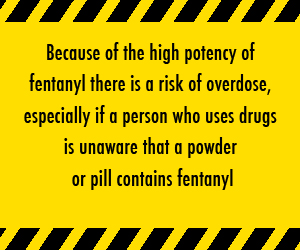 Because of the high potency of
fentanyl there is a risk of overdose,
especially if a person who uses drugs
is unaware that a powder
or pill contains fentanyl